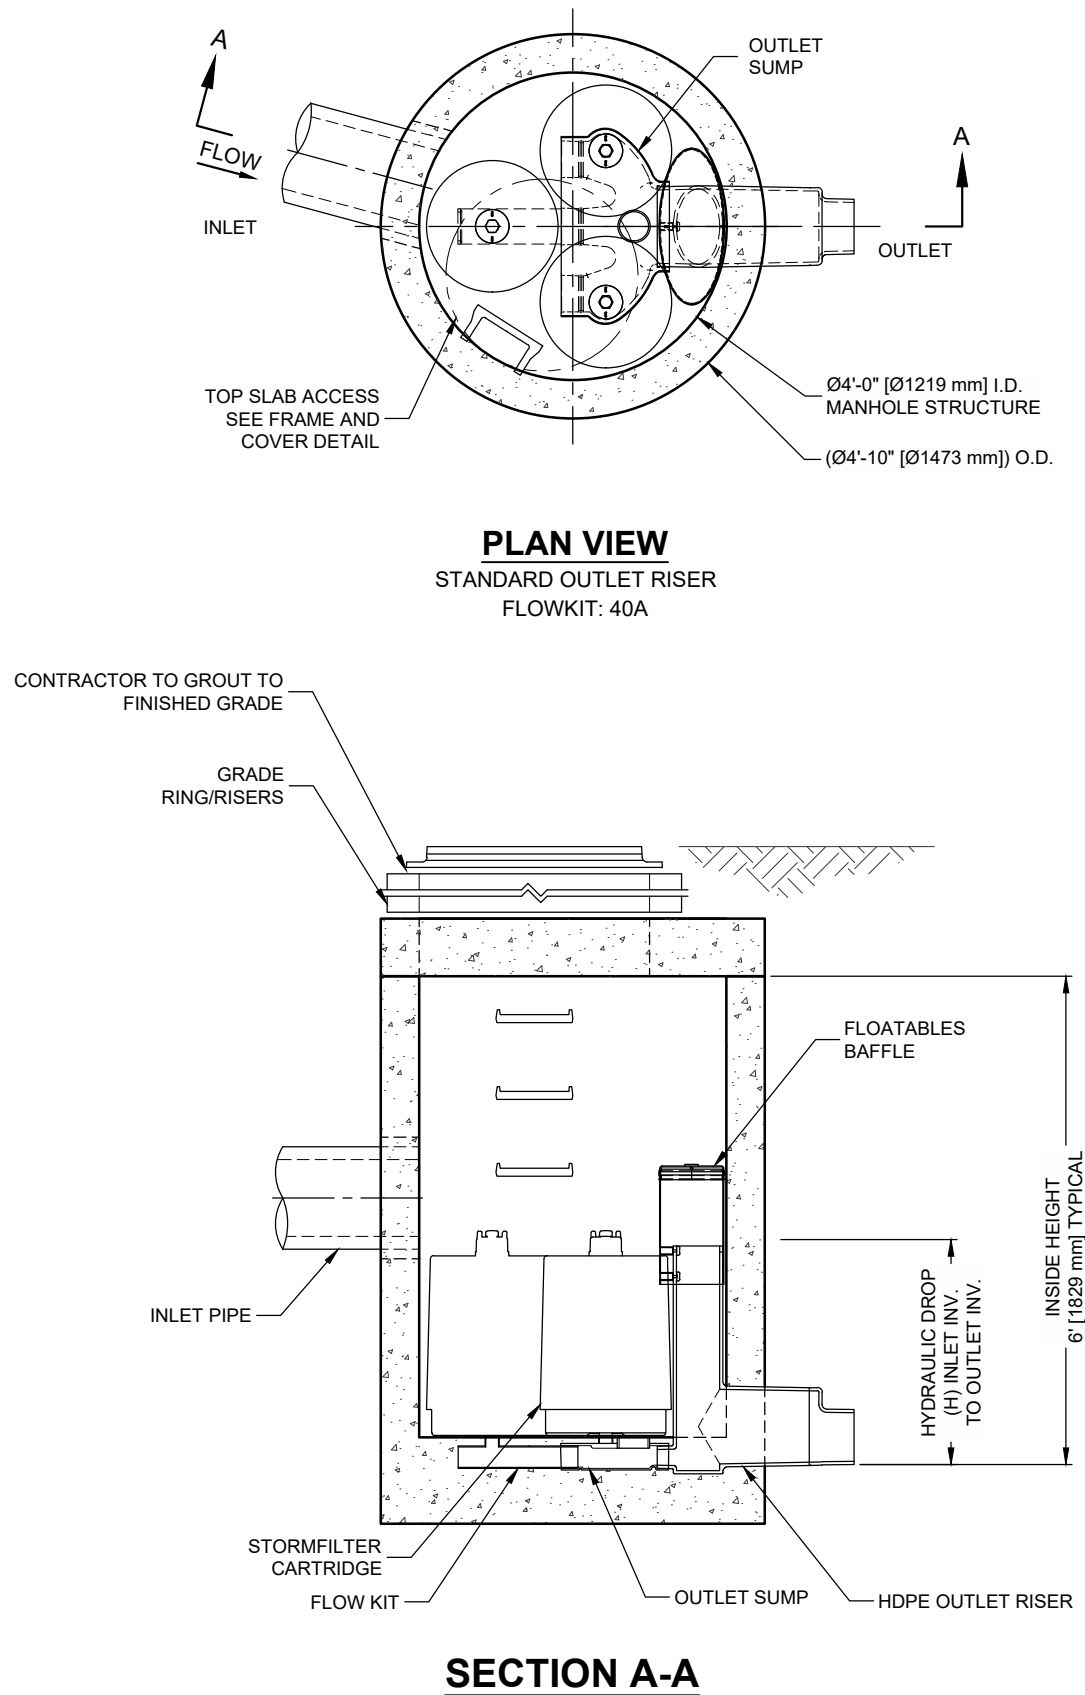 A
FLOW
INLET
OUTLET
SUMP
A
OUTLET
TOP SLAB ACCESS
SEE FRAME AND
COVER DETAIL
Ø4'-0" [Ø1219 mm] I.D.
MANHOLE STRUCTURE
(Ø4'-10" [Ø1473 mm]) O.D.
PLAN VIEW
STANDARD OUTLET RISER
FLOWKIT: 40A
CONTRACTOR TO GROUT TO
FINISHED GRADE
GRADE
RING/RISERS
FLOATABLES
BAFFLE
INLET PIPE
HYDRAULIC DROP
(H) INLET INV.
TO OUTLET INV.
INSIDE HEIGHT
6' [1829 mm] TYPICAL
STORMFILTER
CARTRIDGE
FLOW KIT
OUTLET SUMP
HDPE OUTLET RISER
SECTION A-A